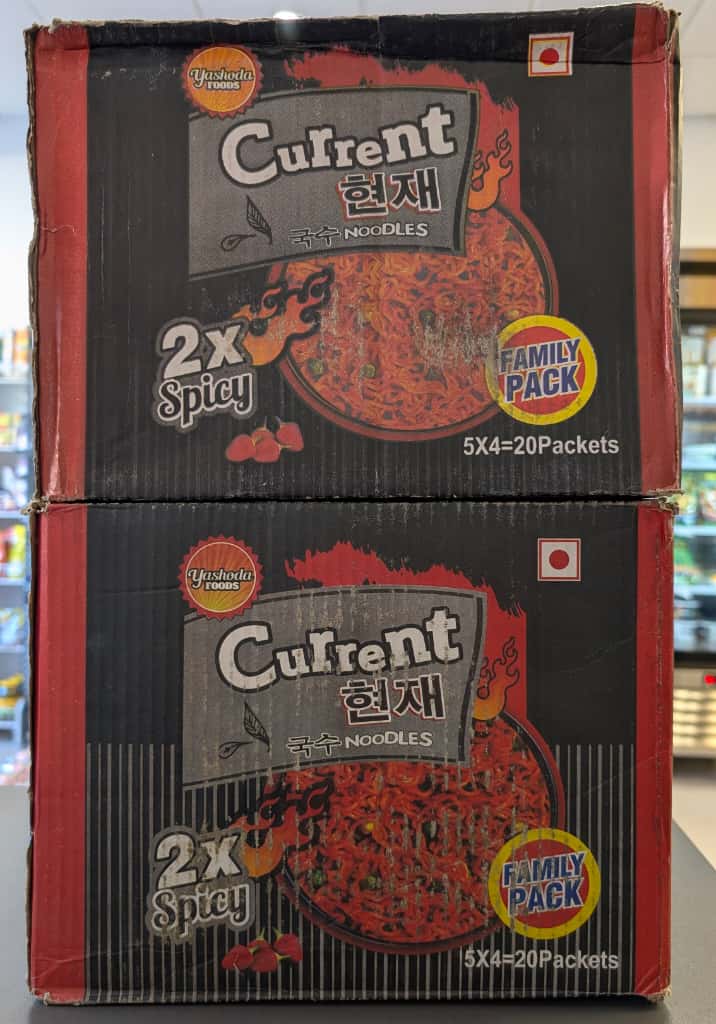 Yashoda
FOODS
Current
현재
국수 NOODLES
2x
Spicy
FAMILY
PACK
5X4=20Packets
Yashoda
FOODS
Current
현재
국수 NOODLES
2x
Spicy
FAMILY
PACK
5X4=20Packets